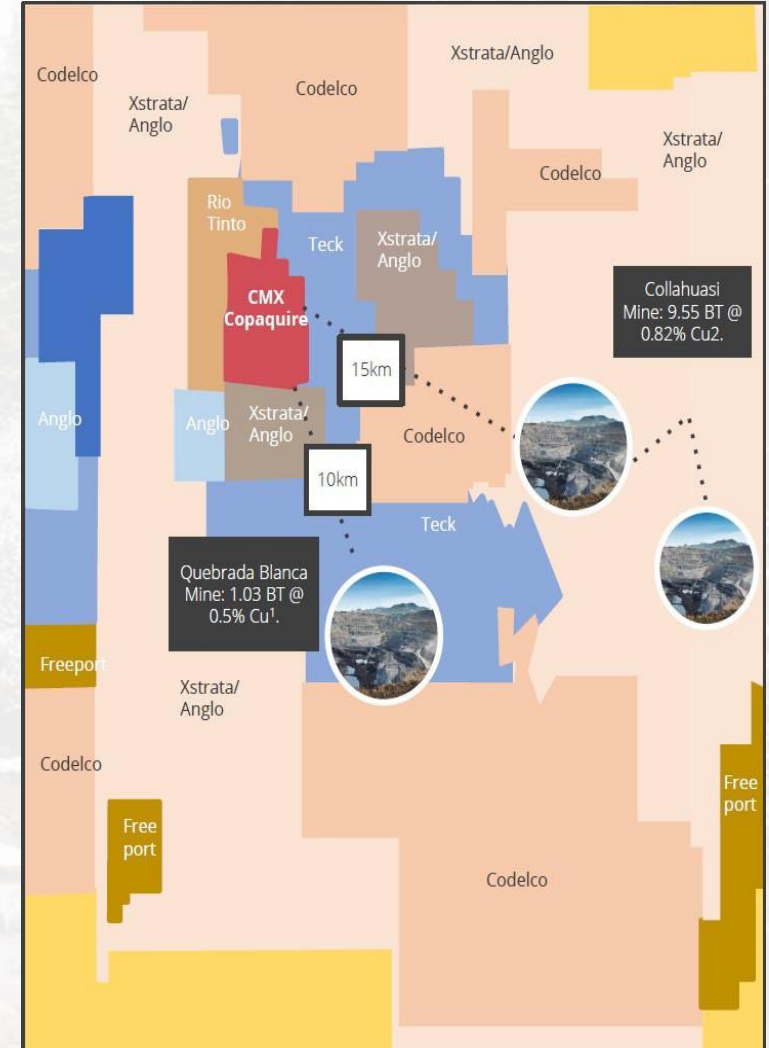 Codelco
Xstrata/
Anglo
Codelco
Xstrata/Anglo
Xstrata/
Anglo
Codelco
Rio
Tinto
Teck
Xstrata/
Anglo
CMX
Copaquire
Collahuasi
Mine: 9.55 BT @
0.82% Cu2.
15km
Anglo
Anglo
Xstrata/
Anglo
Codelco
10km
Teck
Quebrada Blanca
Mine: 1.03 BT @
0.5% Cu¹.
Freeport
Xstrata/
Anglo
Codelco
Free
port
Free
port
Codelco